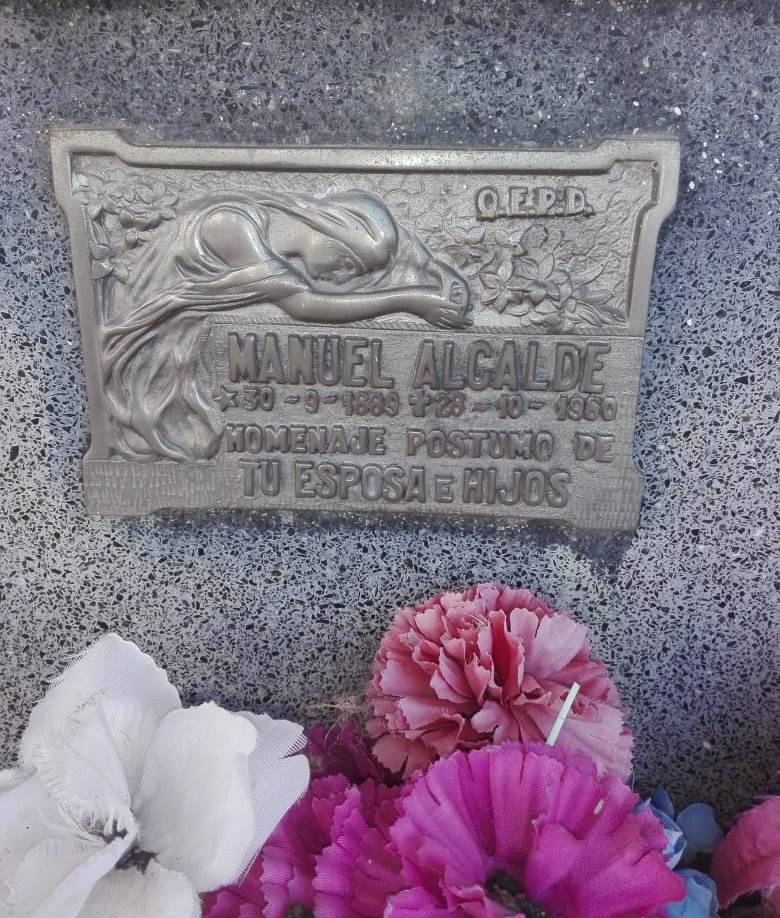 Q.E.P.D.
MANUEL ALCALDE
★30-9-1889 ✝28-10-1960
HOMENAJE POSTUMO DE
TU ESPOSA E HIJOS